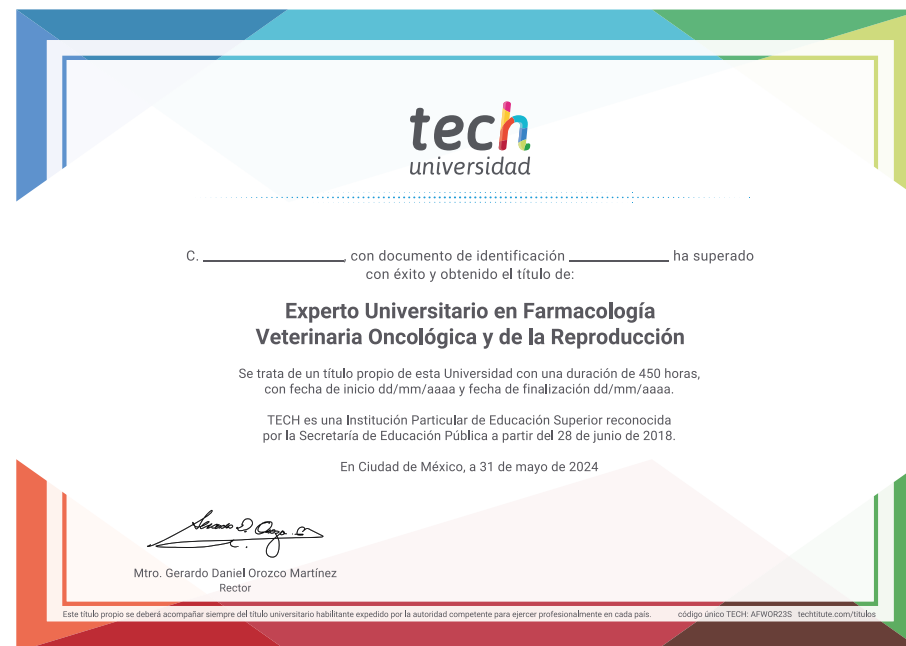 tech
universidad
C. ____________, con documento de identificación ____________ ha superado
con éxito y obtenido el título de:
Experto Universitario en Farmacología
Veterinaria Oncológica y de la Reproducción
Se trata de un título propio de esta Universidad con una duración de 450 horas,
con fecha de inicio dd/mm/aaaa y fecha de finalización dd/mm/aaaa.
TECH es una Institución Particular de Educación Superior reconocida
por la Secretaría de Educación Pública a partir del 28 de junio de 2018.
En Ciudad de México, a 31 de mayo de 2024
Mtro. Gerardo Daniel Orozco Martínez
Rector
Este título propio se deberá acompañar siempre del título universitario habilitante expedido por la autoridad competente para ejercer profesionalmente en cada país. código único TECH: AFWOR23S techtitute.com/titulos